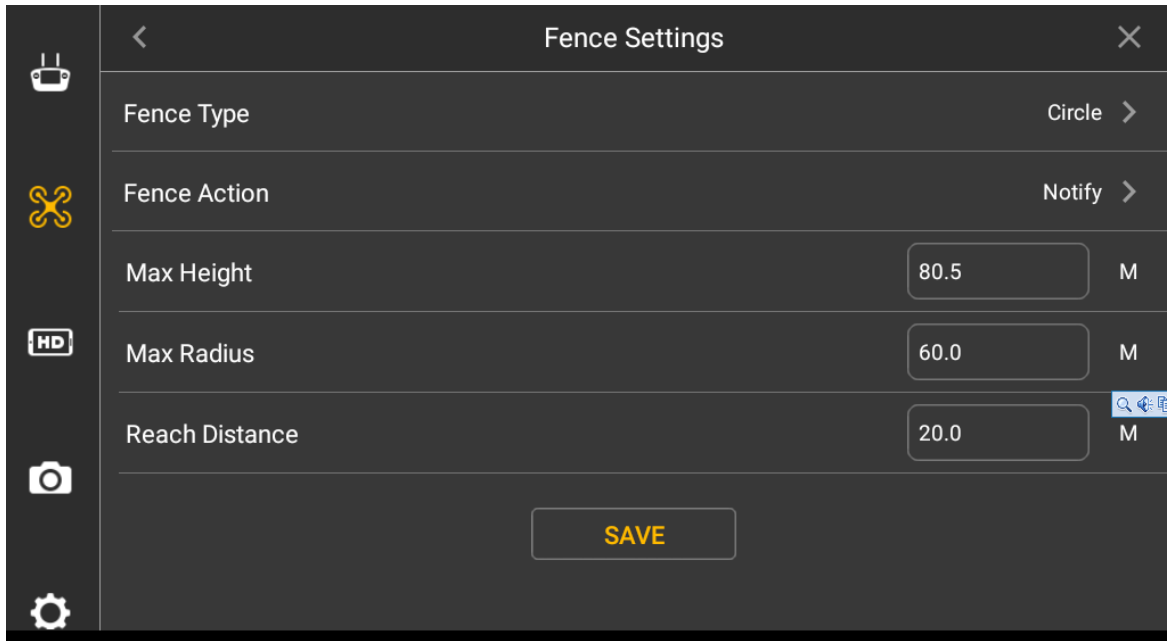 Fence Settings
Fence Type Circle
Fence Action Notify
Max Height 80.5 M
HD
Max Radius 60.0 M
Reach Distance 20.0 M
SAVE